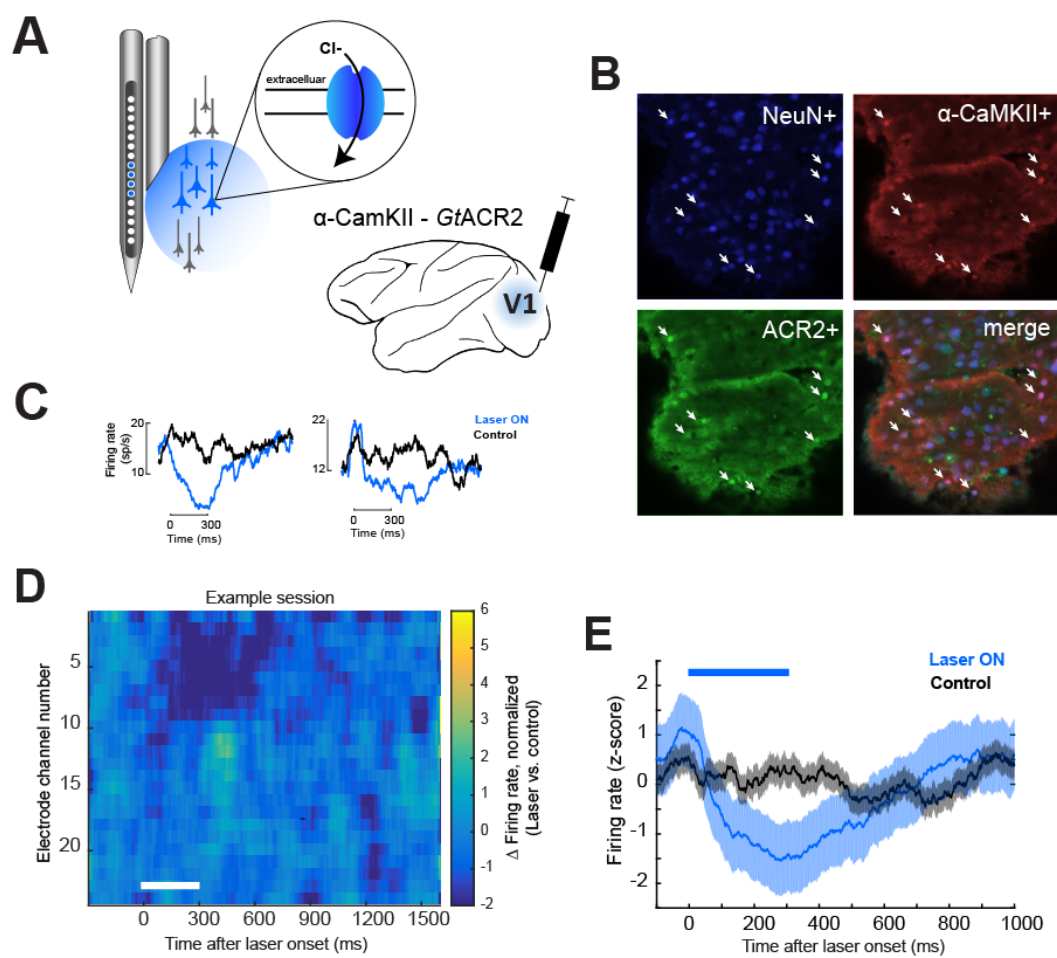 A
Cl-
extracelluar
α-CamKII - GtACR2
V1
B
NeuN+
α-CaMKII+
ACR2+
merge
C
Laser ON
Control
Firing rate
(sp/s)
20
10
0
300
Time (ms)
22
12
0
300
Time (ms)
D
Example session
Electrode channel number
5
10
15
20
0
300
600
900
1200
1500
Time after laser onset (ms)
6
5
4
3
2
1
0
-1
-2
Δ Firing rate, normalized
(Laser vs. control)
E
Laser ON
Control
Firing rate (z-score)
2
1
0
-1
-2
0
200
400
600
800
1000
Time after laser onset (ms)